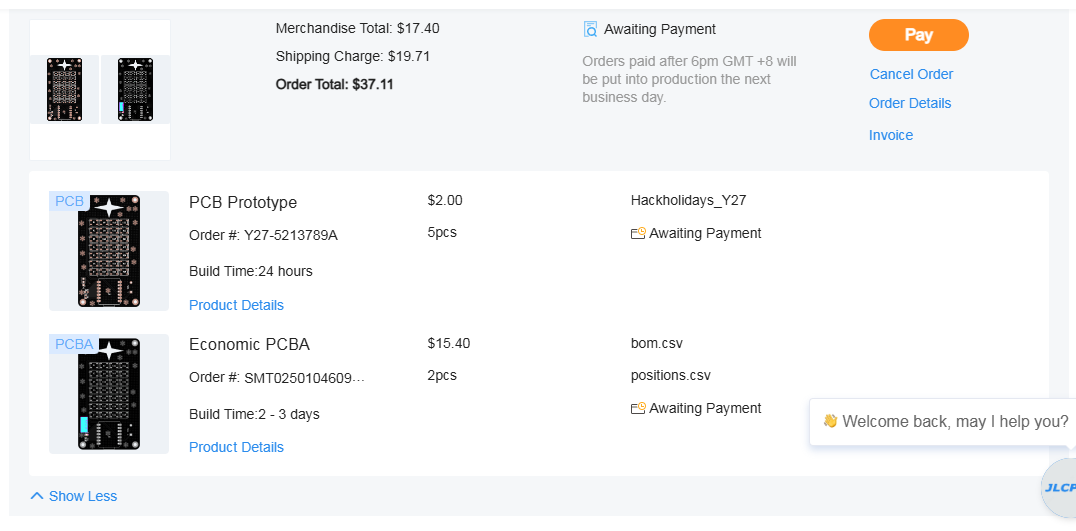 Merchandise Total: $17.40
Shipping Charge: $19.71
Order Total: $37.11
Awaiting Payment
Orders paid after 6pm GMT +8 will
be put into production the next
business day.
Pay
Cancel Order
Order Details
Invoice
PCB
PCB Prototype
Order #: Y27-5213789A
Build Time:24 hours
Product Details
$2.00
5pcs
Hackholidays_Y27
Awaiting Payment
PCBA
Economic PCBA
Order #: SMT0250104609...
Build Time:2 - 3 days
Product Details
$15.40
2pcs
bom.csv
positions.csv
Awaiting Payment
👋 Welcome back, may I help you?
Show Less